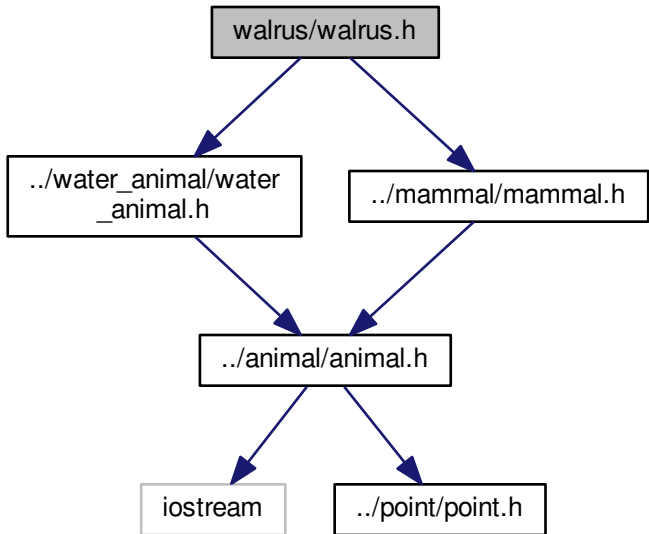 walrus/walrus.h
../water_animal/water
_animal.h
../mammal/mammal.h
../animal/animal.h
iostream
../point/point.h